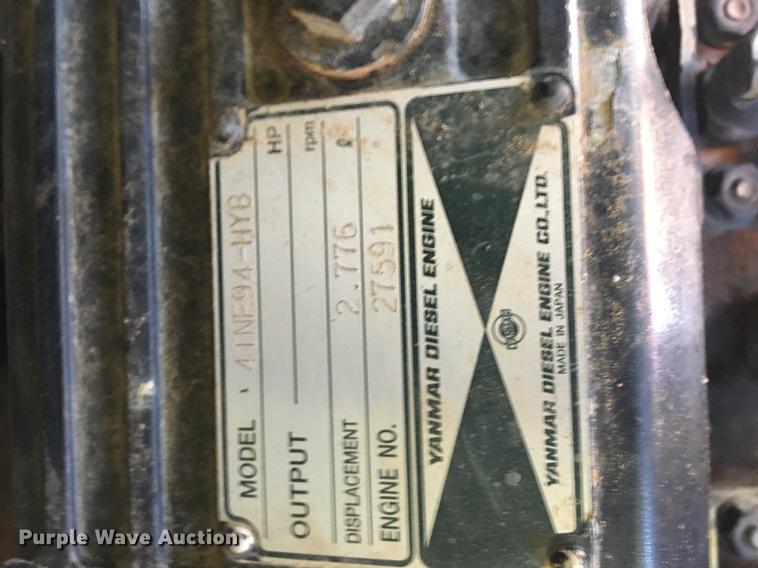 YANMAR DIESEL ENGINE
YANMAR DIESEL ENGINE CO.,LTD.
MADE IN JAPAN
MODEL 4TNE94-HYB
OUTPUT HP
rpm
DISPLACEMENT 2.776 ℓ
ENGINE NO. 27591
Purple Wave Auction